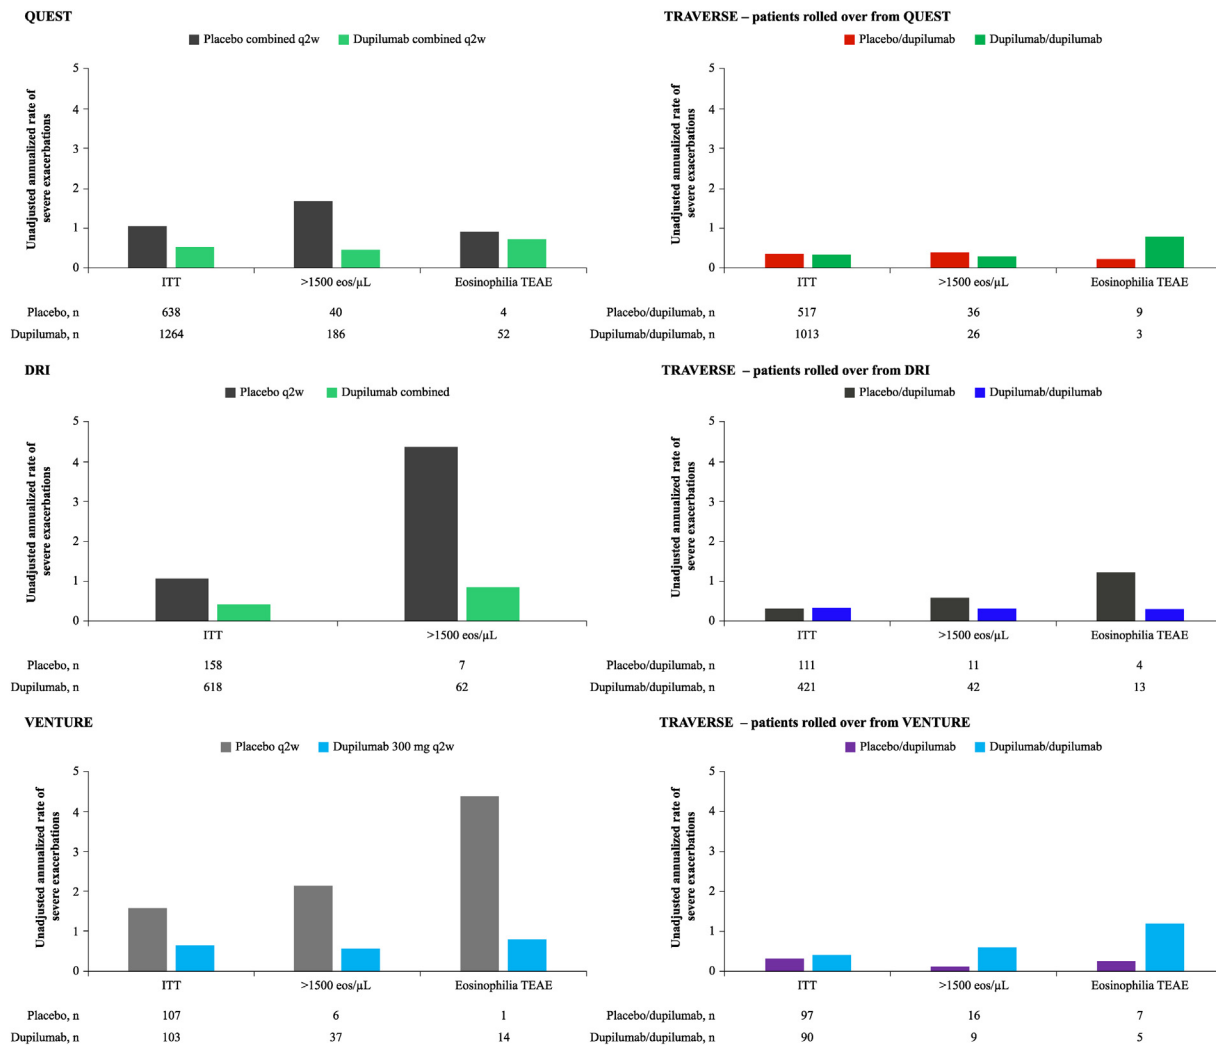 QUEST
Placebo combined q2w Dupilumab combined q2w
Unadjusted annualized rate of
severe exacerbations
5
4
3
2
1
0
ITT >1500 eos/µL Eosinophilia TEAE
Placebo, n 638 40 4
Dupilumab, n 1264 186 52
TRAVERSE – patients rolled over from QUEST
Placebo/dupilumab Dupilumab/dupilumab
Unadjusted annualized rate of
severe exacerbations
5
4
3
2
1
0
ITT >1500 eos/µL Eosinophilia TEAE
Placebo/dupilumab, n 517 36 9
Dupilumab/dupilumab, n 1013 26 3
DRI
Placebo q2w Dupilumab combined
Unadjusted annualized rate of
severe exacerbations
5
4
3
2
1
0
ITT >1500 eos/µL
Placebo, n 158 7
Dupilumab, n 618 62
TRAVERSE – patients rolled over from DRI
Placebo/dupilumab Dupilumab/dupilumab
Unadjusted annualized rate of
severe exacerbations
5
4
3
2
1
0
ITT >1500 eos/µL Eosinophilia TEAE
Placebo/dupilumab, n 111 11 4
Dupilumab/dupilumab, n 421 42 13
VENTURE
Placebo q2w Dupilumab 300 mg q2w
Unadjusted annualized rate of
severe exacerbations
5
4
3
2
1
0
ITT >1500 eos/µL Eosinophilia TEAE
Placebo, n 107 6 1
Dupilumab, n 103 37 14
TRAVERSE – patients rolled over from VENTURE
Placebo/dupilumab Dupilumab/dupilumab
Unadjusted annualized rate of
severe exacerbations
5
4
3
2
1
0
ITT >1500 eos/µL Eosinophilia TEAE
Placebo/dupilumab, n 97 16 7
Dupilumab/dupilumab, n 90 9 5